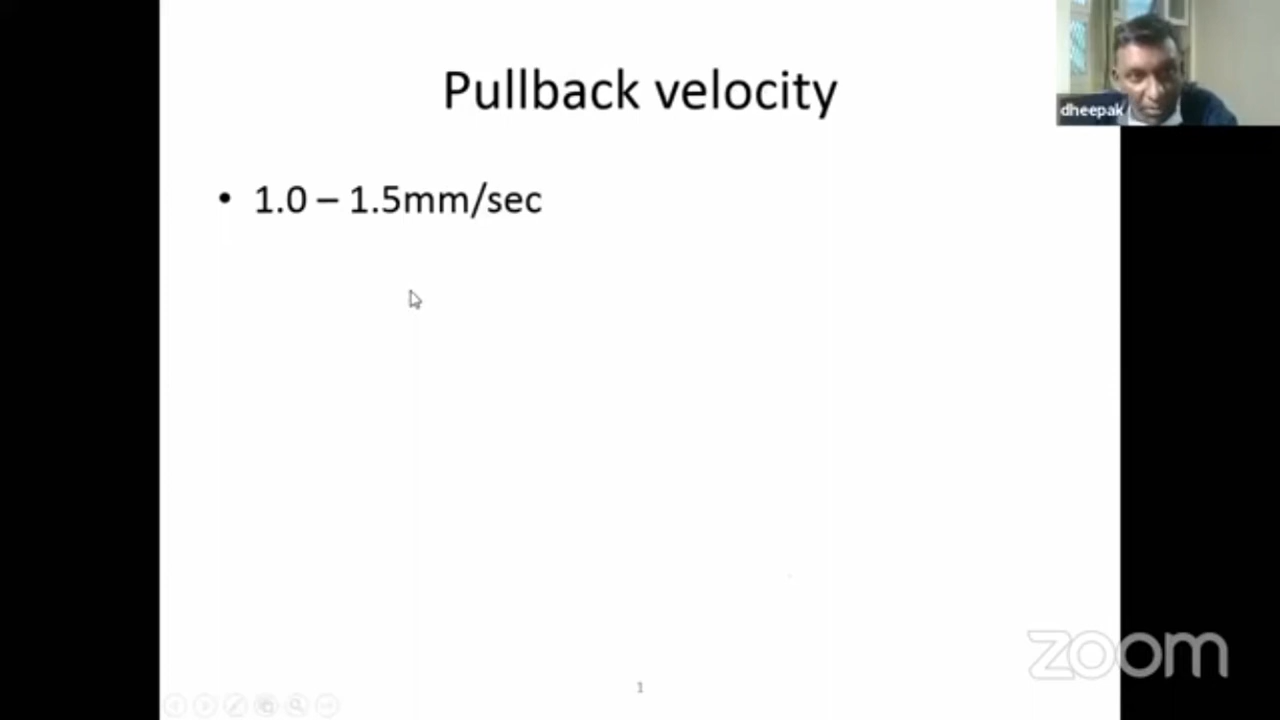 Pullback velocity
dheepak
• 1.0 – 1.5mm/sec
1
zoom